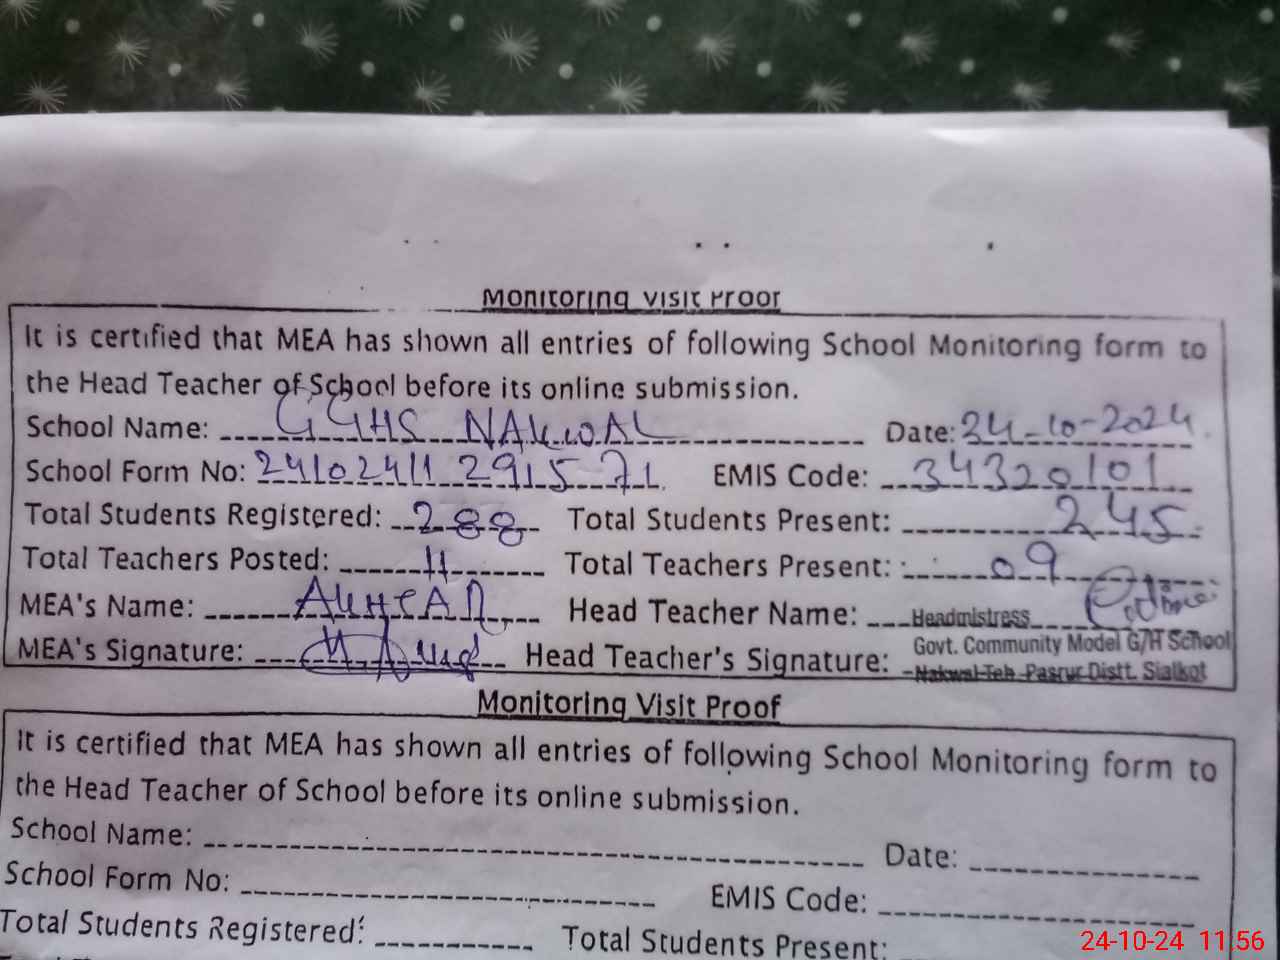 Monitoring Visit Proof
It is certified that MEA has shown all entries of following School Monitoring form to
the Head Teacher of School before its online submission.
School Name: GGHS NAKWAL Date: 24-10-2024
School Form No: 24102411291571 EMIS Code: 34320101
Total Students Registered: 288 Total Students Present: 245
Total Teachers Posted: 11 Total Teachers Present: 09
MEA's Name: AKHTAR Head Teacher Name: Headmistress
MEA's Signature: Head Teacher's Signature: Govt. Community Model G/H School
Nakwal Teh. Pasrur Distt. Sialkot
Monitoring Visit Proof
It is certified that MEA has shown all entries of following School Monitoring form to
the Head Teacher of School before its online submission.
School Name: Date:
School Form No: EMIS Code:
Total Students Registered: Total Students Present:
24-10-24 11:56